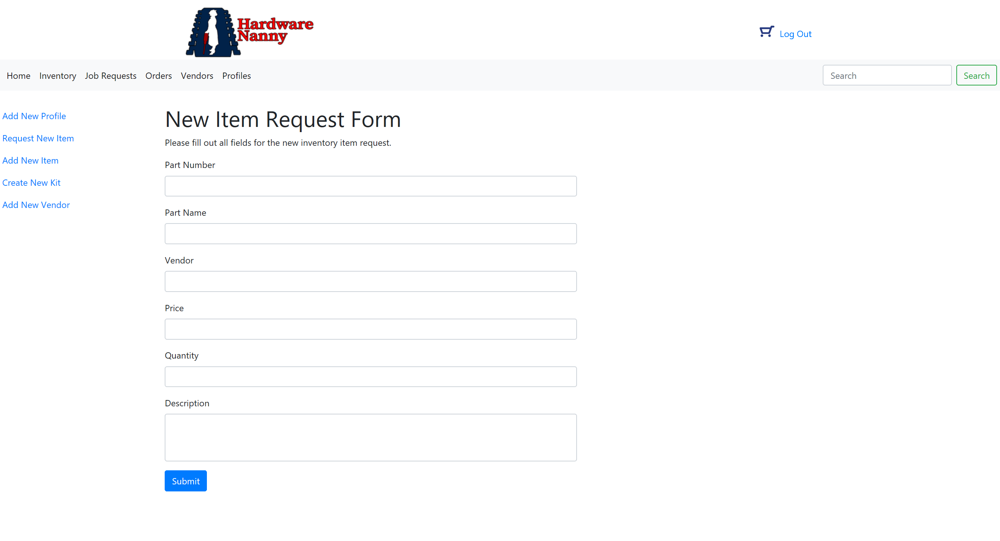 Hardware
Nanny
Log Out
Home Inventory Job Requests Orders Vendors Profiles Search Search
Add New Profile
Request New Item
Add New Item
Create New Kit
Add New Vendor
New Item Request Form
Please fill out all fields for the new inventory item request.
Part Number
Part Name
Vendor
Price
Quantity
Description
Submit